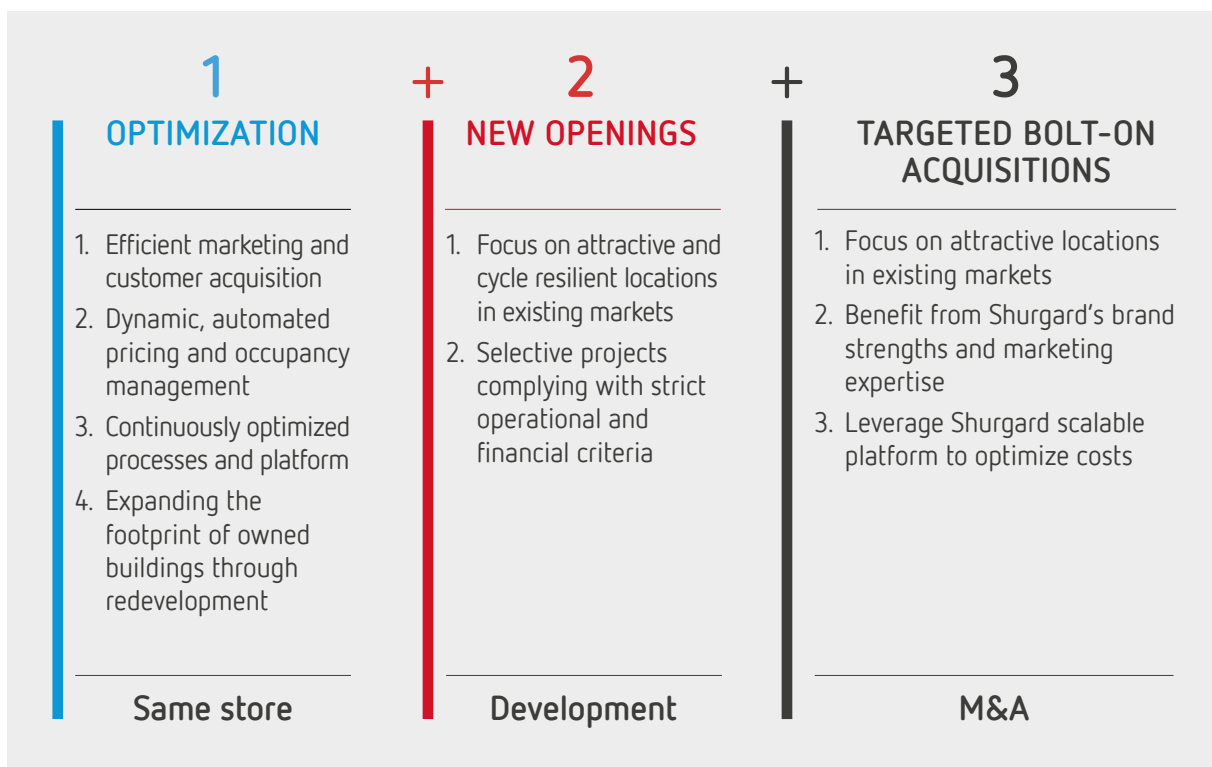 1
OPTIMIZATION
1. Efficient marketing and
customer acquisition
2. Dynamic, automated
pricing and occupancy
management
3. Continuously optimized
processes and platform
4. Expanding the
footprint of owned
buildings through
redevelopment
Same store
+
2
NEW OPENINGS
1. Focus on attractive and
cycle resilient locations
in existing markets
2. Selective projects
complying with strict
operational and
financial criteria
Development
+
3
TARGETED BOLT-ON
ACQUISITIONS
1. Focus on attractive locations
in existing markets
2. Benefit from Shurgard's brand
strengths and marketing
expertise
3. Leverage Shurgard scalable
platform to optimize costs
M&A